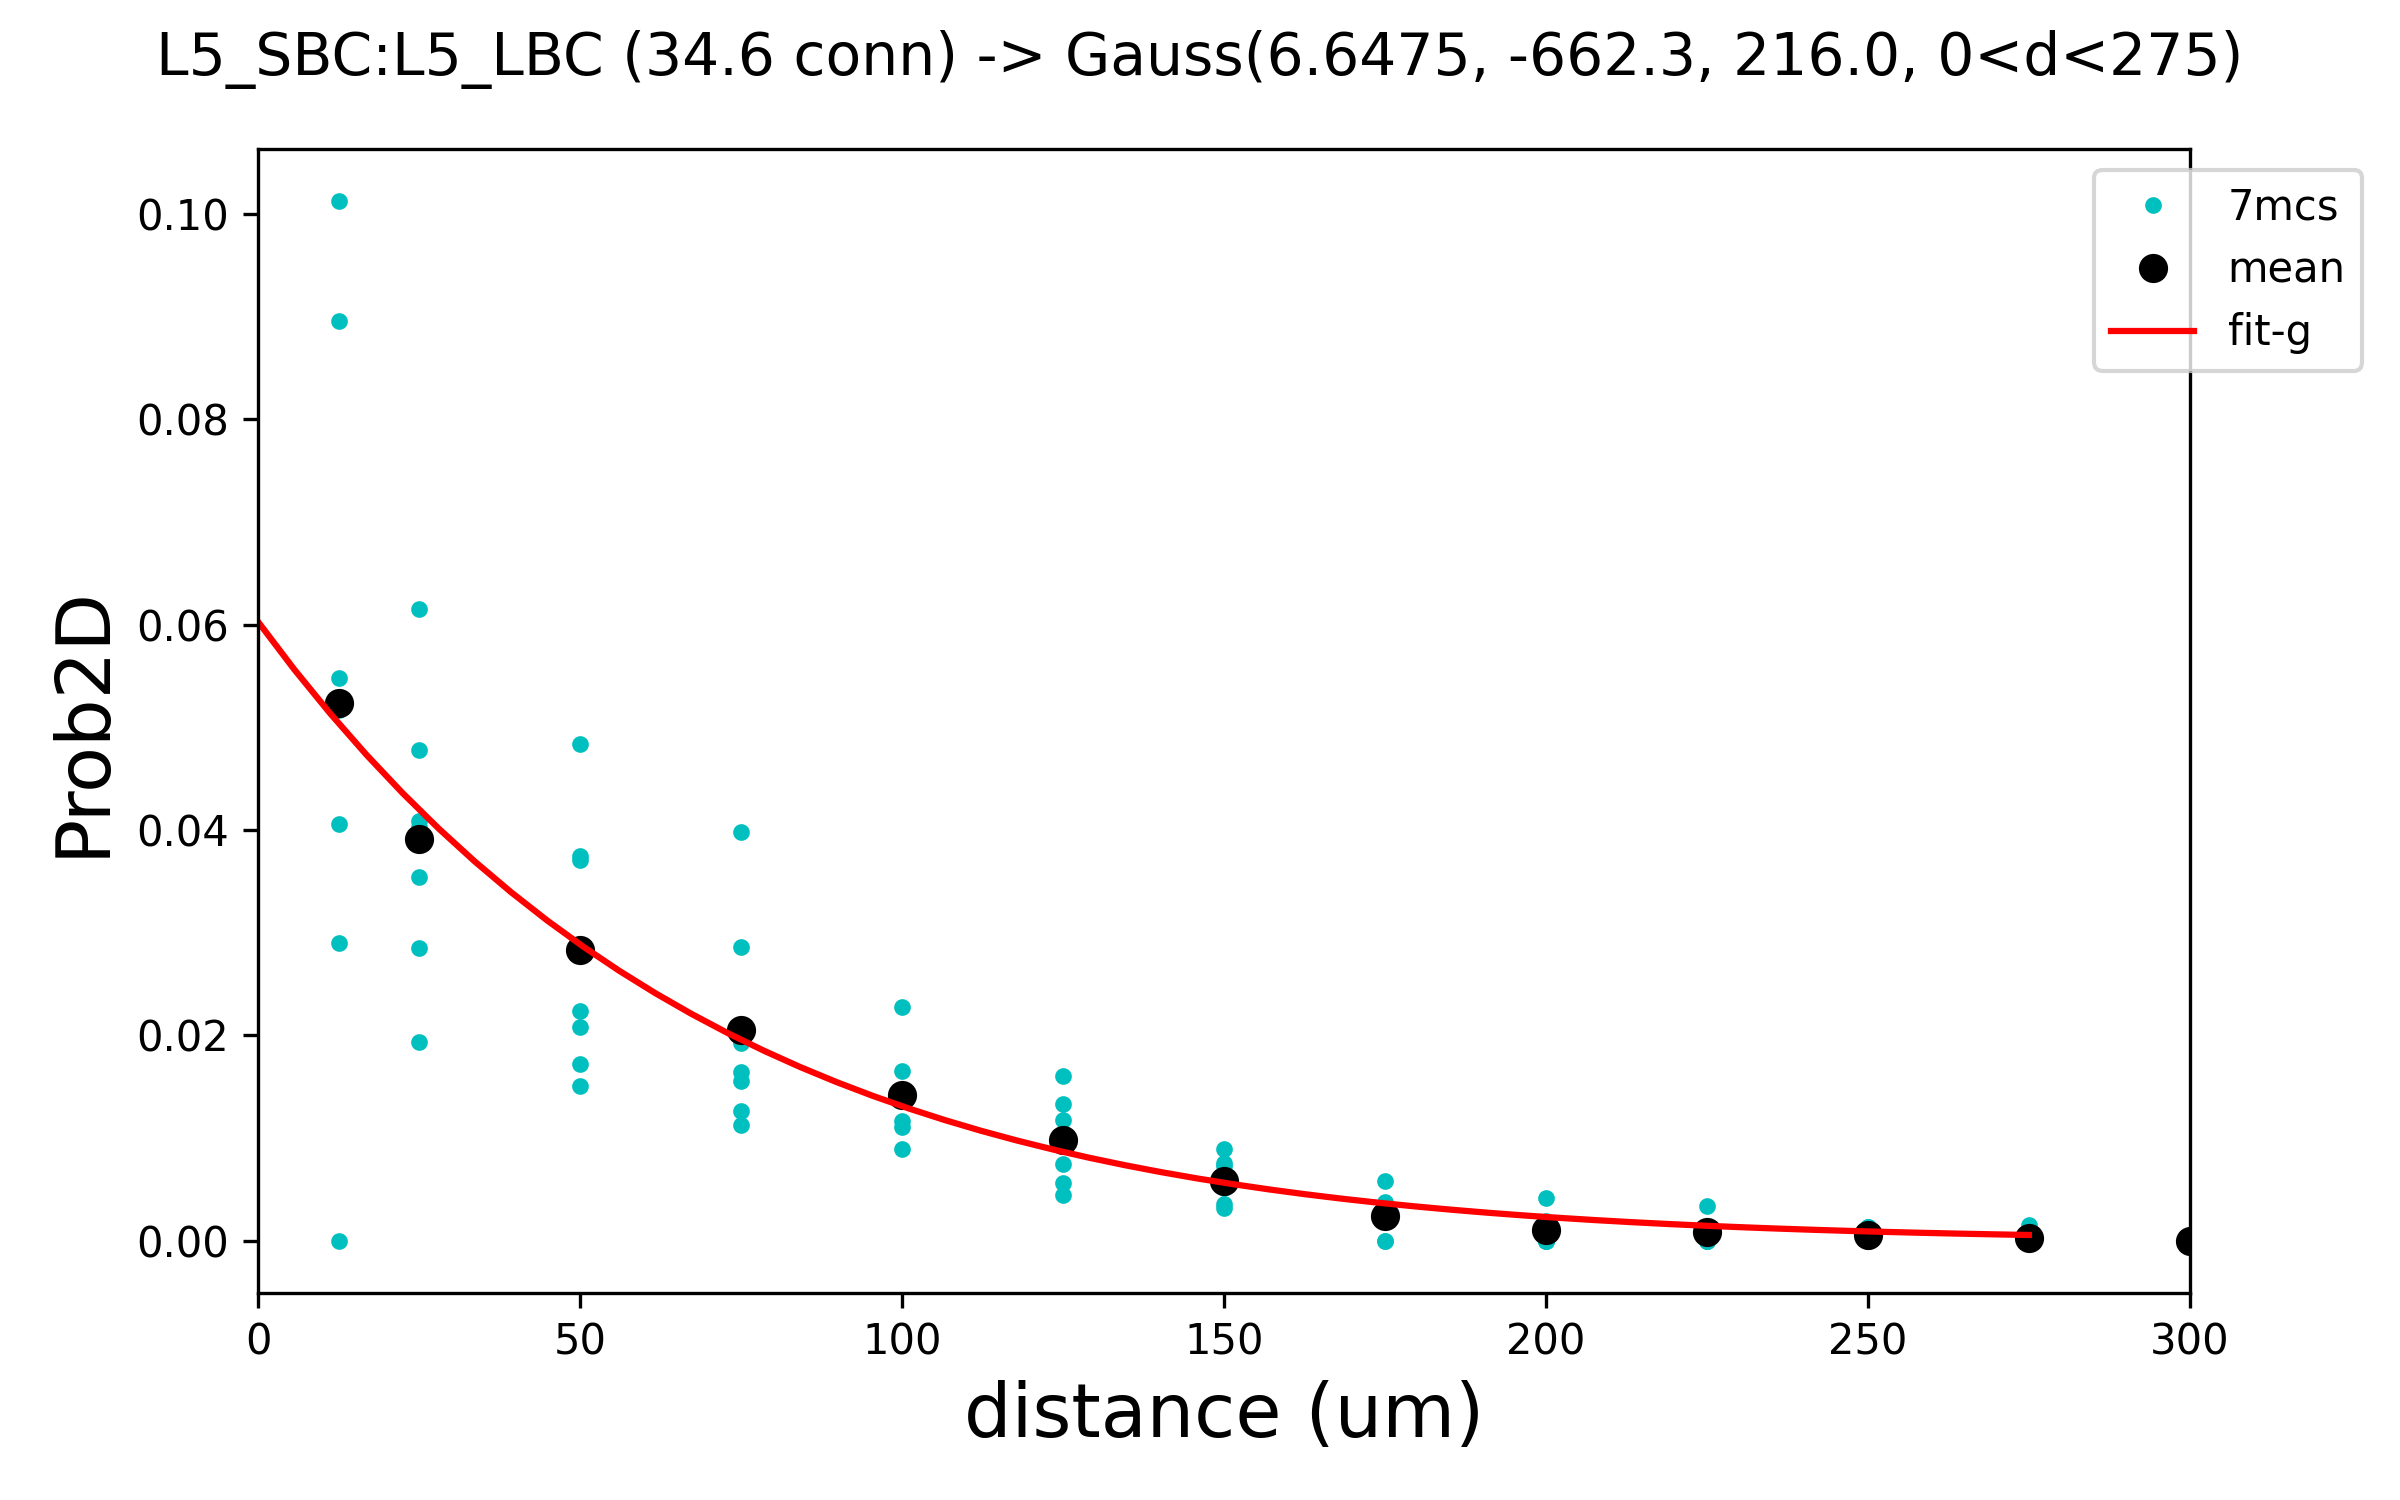 L5_SBC:L5_LBC (34.6 conn) -> Gauss(6.6475, -662.3, 216.0, 0<d<275)
7mcs
mean
fit-g
Prob2D
0.10
0.08
0.06
0.04
0.02
0.00
0 50 100 150 200 250 300
distance (um)